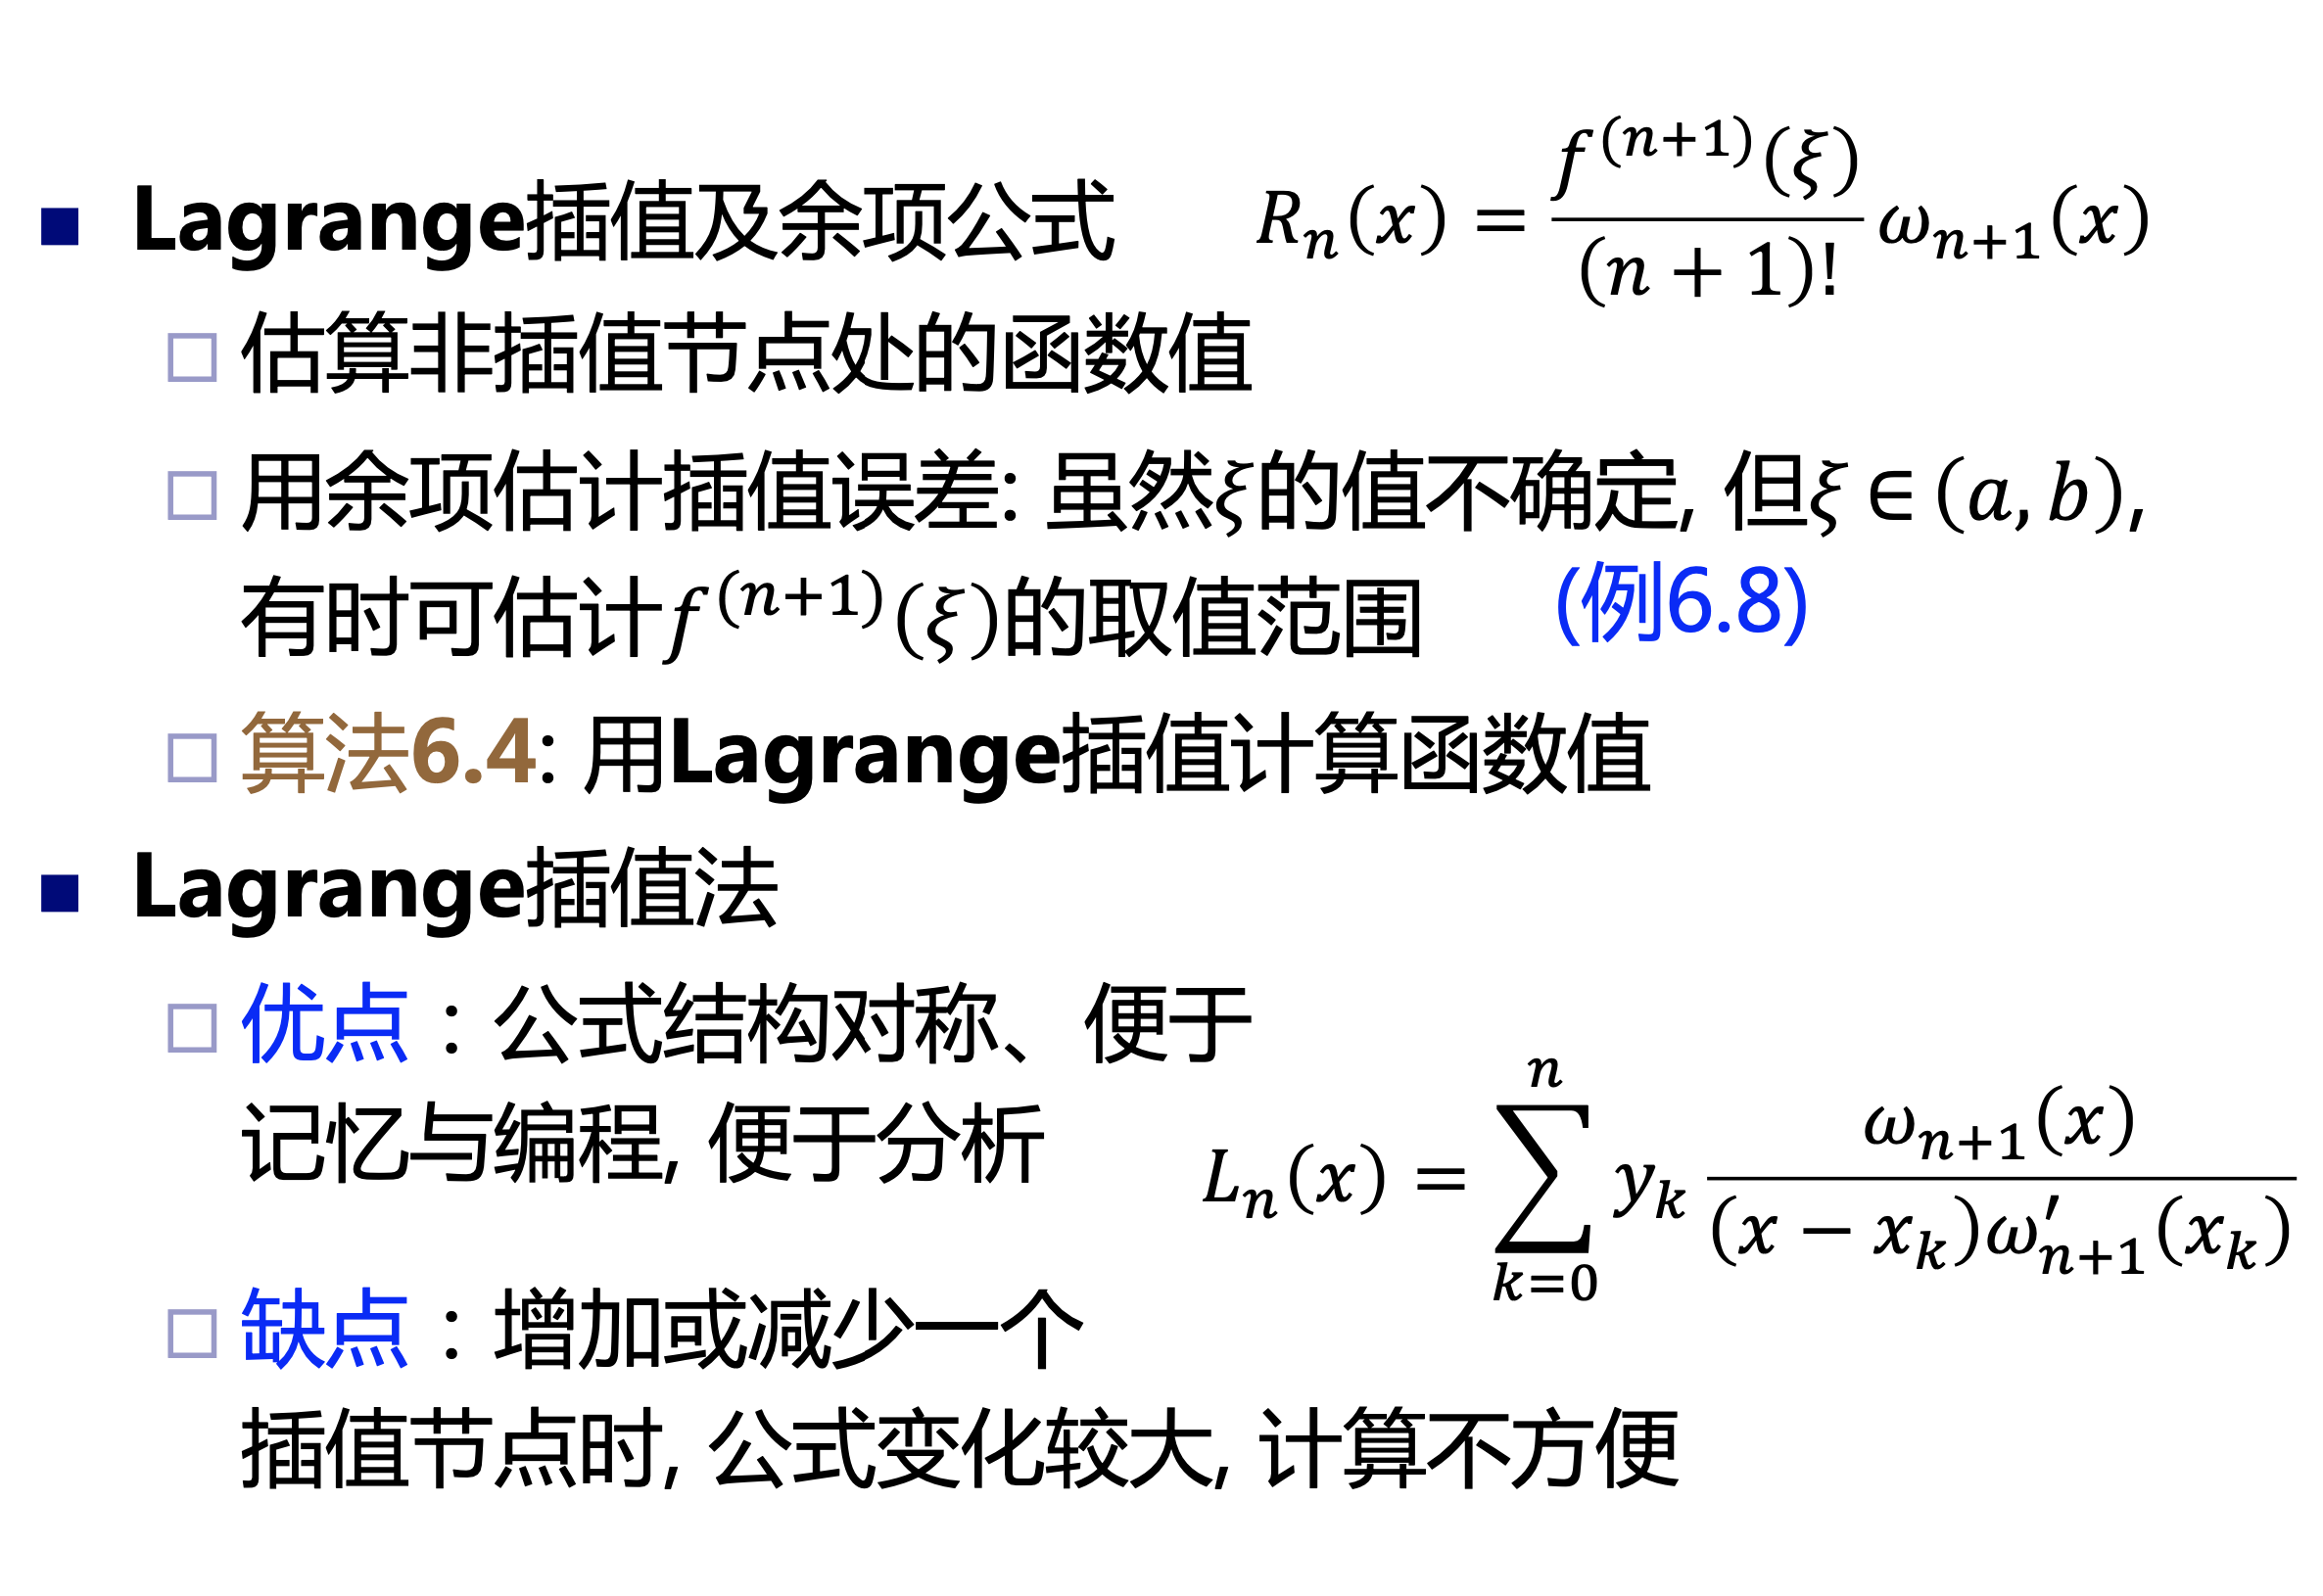 Lagrange插值及余项公式 $R_n(x) = \frac{f^{(n+1)}(\xi)}{(n+1)!}\omega_{n+1}(x)$
估算非插值节点处的函数值
用余项估计插值误差: 虽然ξ的值不确定, 但$\xi \in (a, b)$,
有时可估计$f^{(n+1)}(\xi)$的取值范围 (例6.8)
算法6.4: 用Lagrange插值计算函数值
Lagrange插值法
优点：公式结构对称、便于
记忆与编程, 便于分析
$L_n(x) = \sum_{k=0}^{n} y_k \frac{\omega_{n+1}(x)}{(x - x_k)\omega'_{n+1}(x_k)}$
缺点：增加或减少一个
插值节点时, 公式变化较大, 计算不方便